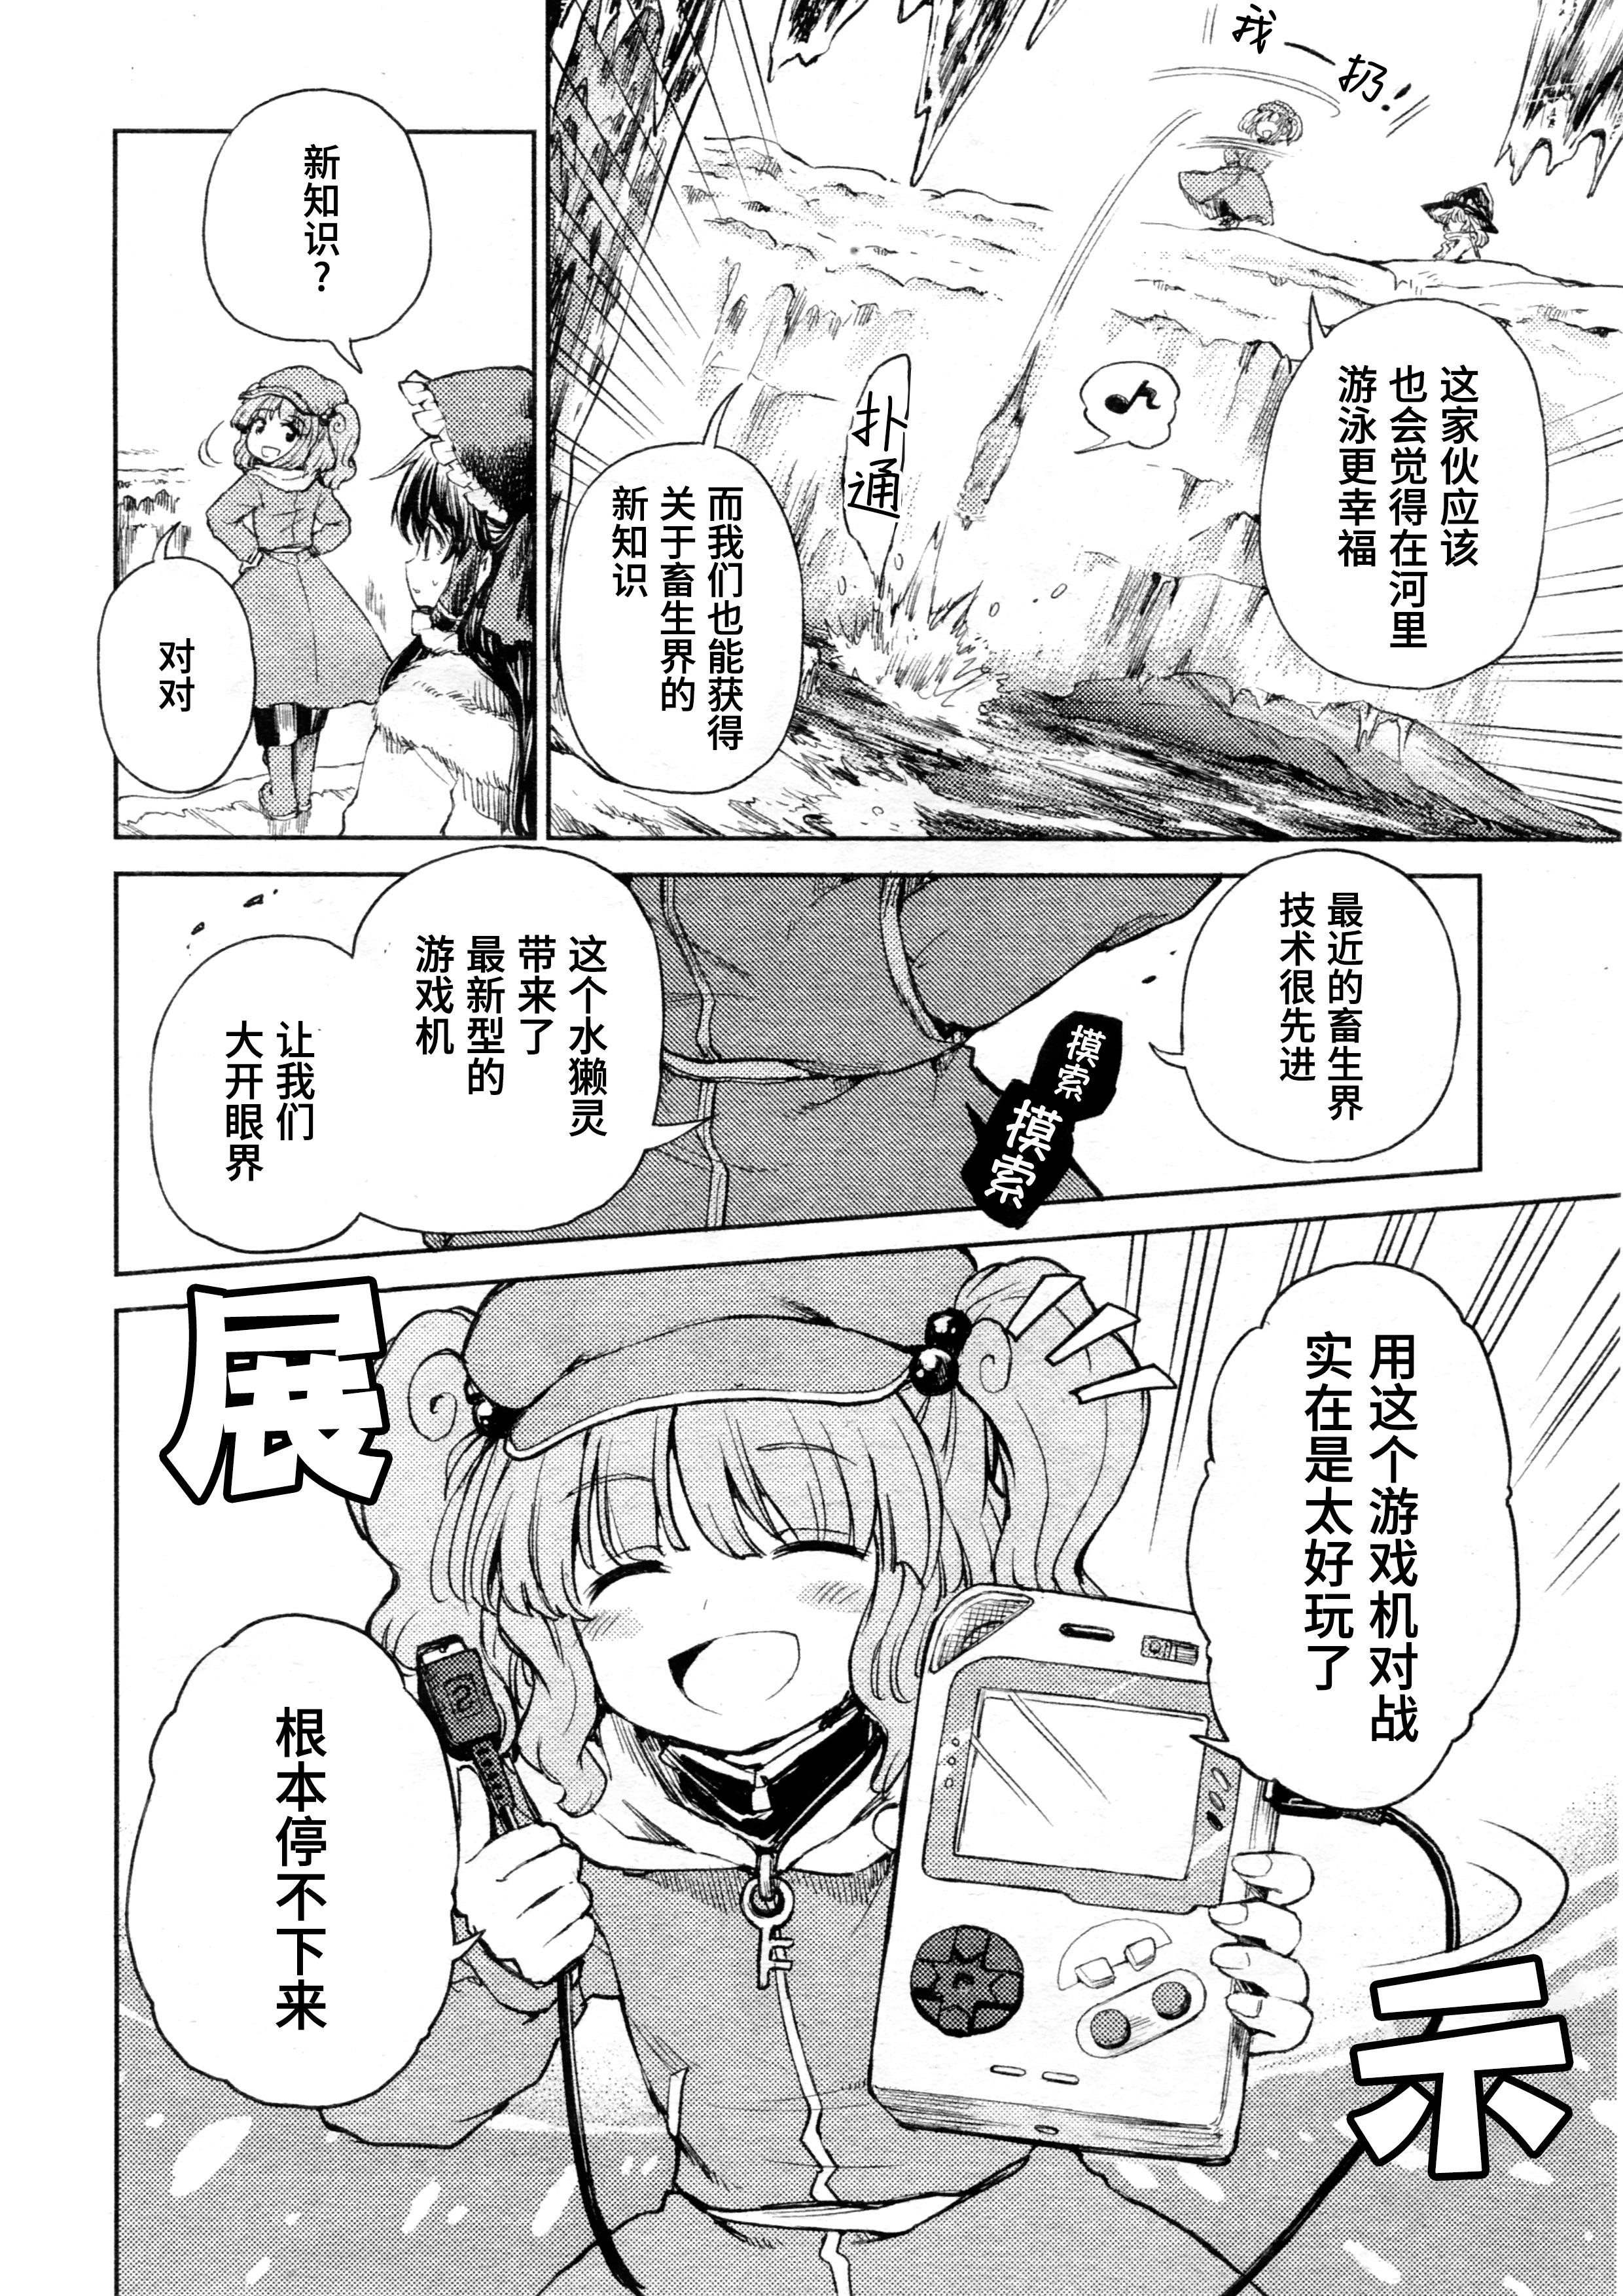 我一扔!
这家伙应该
也会觉得在河里
游泳更幸福
扑通
而我们也能获得
关于畜生界的
新知识
新知识?
对对
最近的畜生界
技术很先进
摸索
摸索
这个水獭灵
带来了
最新型的
游戏机
让我们
大开眼界
用这个游戏机对战
实在是太好玩了
展
示
根本停不下来